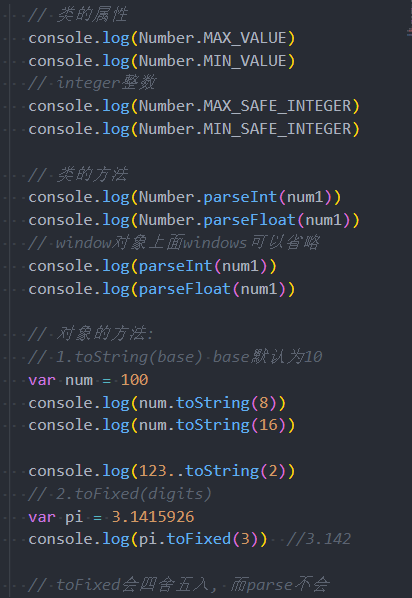 // 类的属性
console.log(Number.MAX_VALUE)
console.log(Number.MIN_VALUE)
// integer整数
console.log(Number.MAX_SAFE_INTEGER)
console.log(Number.MIN_SAFE_INTEGER)
// 类的方法
console.log(Number.parseInt(num1))
console.log(Number.parseFloat(num1))
// window对象上面windows可以省略
console.log(parseInt(num1))
console.log(parseFloat(num1))
// 对象的方法:
// 1.toString(base) base默认为10
var num = 100
console.log(num.toString(8))
console.log(num.toString(16))
console.log(123..toString(2))
// 2.toFixed(digits)
var pi = 3.1415926
console.log(pi.toFixed(3)) //3.142
// toFixed会四舍五入, 而parse不会